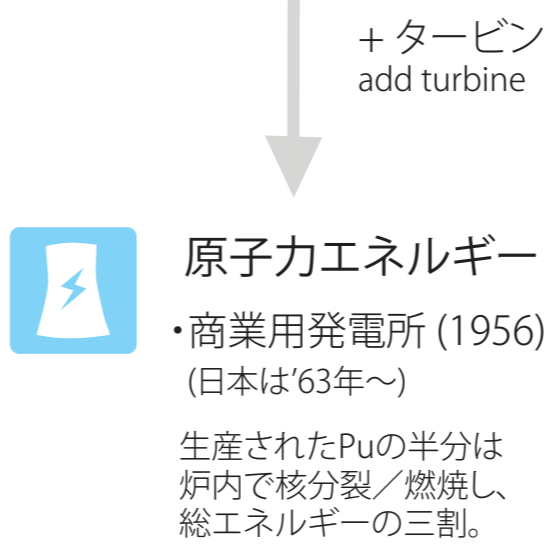 + タービン
add turbine
原子力エネルギー
・商業用発電所 (1956)
(日本は'63年～)
生産されたPuの半分は
炉内で核分裂／燃焼し、
総エネルギーの三割。